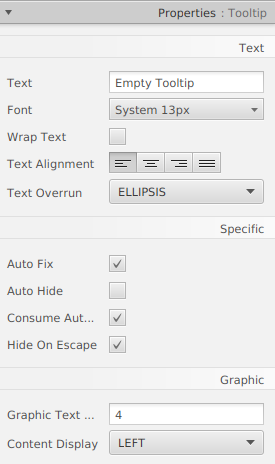 Properties : Tooltip
Text
Text Empty Tooltip
Font System 13px
Wrap Text
Text Alignment
Text Overrun ELLIPSIS
Specific
Auto Fix
Auto Hide
Consume Aut...
Hide On Escape
Graphic
Graphic Text ... 4
Content Display LEFT